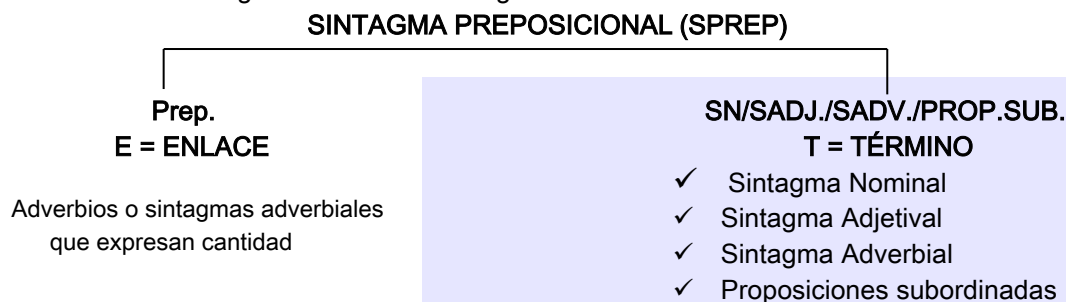 SINTAGMA PREPOSICIONAL (SPREP)
Prep.
E = ENLACE
Adverbios o sintagmas adverbiales
que expresan cantidad
SN/SADJ./SADV./PROP.SUB.
T = TÉRMINO
✓ Sintagma Nominal
✓ Sintagma Adjetival
✓ Sintagma Adverbial
✓ Proposiciones subordinadas